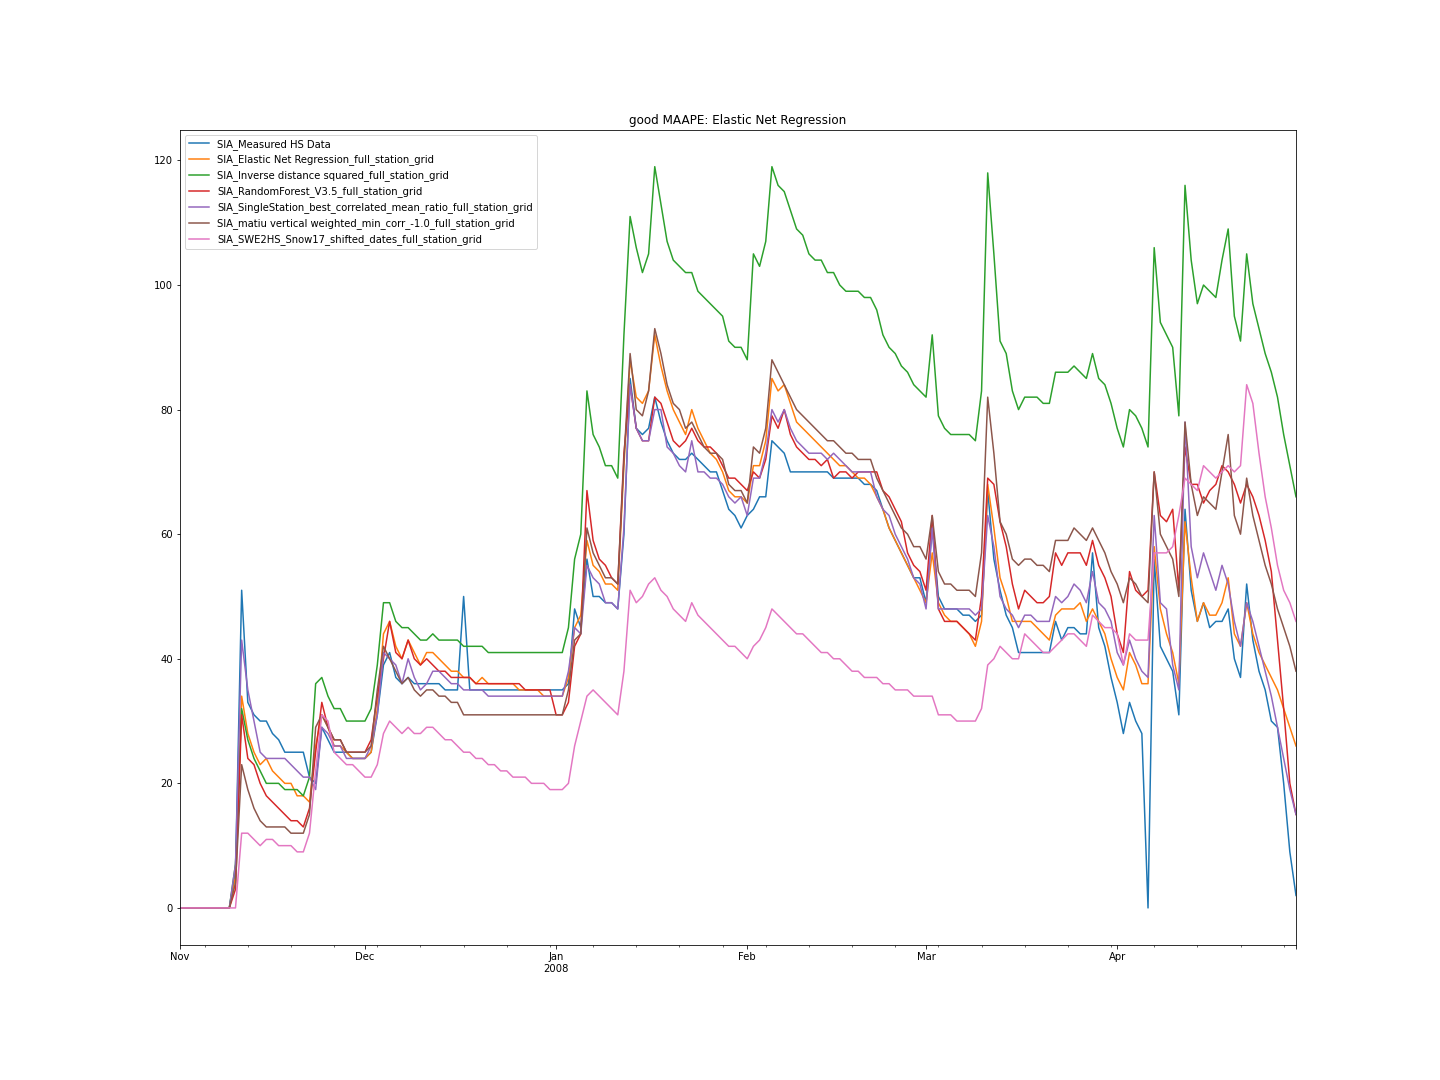 good MAAPE: Elastic Net Regression
SIA_Measured HS Data
SIA_Elastic Net Regression_full_station_grid
SIA_Inverse distance squared_full_station_grid
SIA_RandomForest_V3.5_full_station_grid
SIA_SingleStation_best_correlated_mean_ratio_full_station_grid
SIA_matiu vertical weighted_min_corr_-1.0_full_station_grid
SIA_SWE2HS_Snow17_shifted_dates_full_station_grid
120
100
80
60
40
20
0
Nov Dec Jan Feb Mar Apr
2008